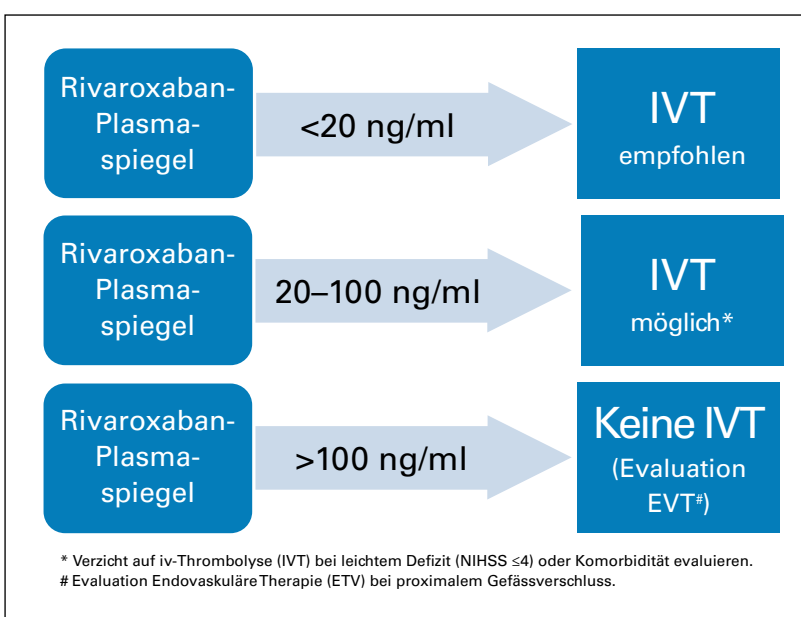 Rivaroxaban-
Plasma-
spiegel
<20 ng/ml
IVT
empfohlen
Rivaroxaban-
Plasma-
spiegel
20–100 ng/ml
IVT
möglich*
Rivaroxaban-
Plasma-
spiegel
>100 ng/ml
Keine IVT
(Evaluation
EVT#)
* Verzicht auf iv-Thrombolyse (IVT) bei leichtem Defizit (NIHSS ≤4) oder Komorbidität evaluieren.
# Evaluation Endovaskuläre Therapie (ETV) bei proximalem Gefässverschluss.